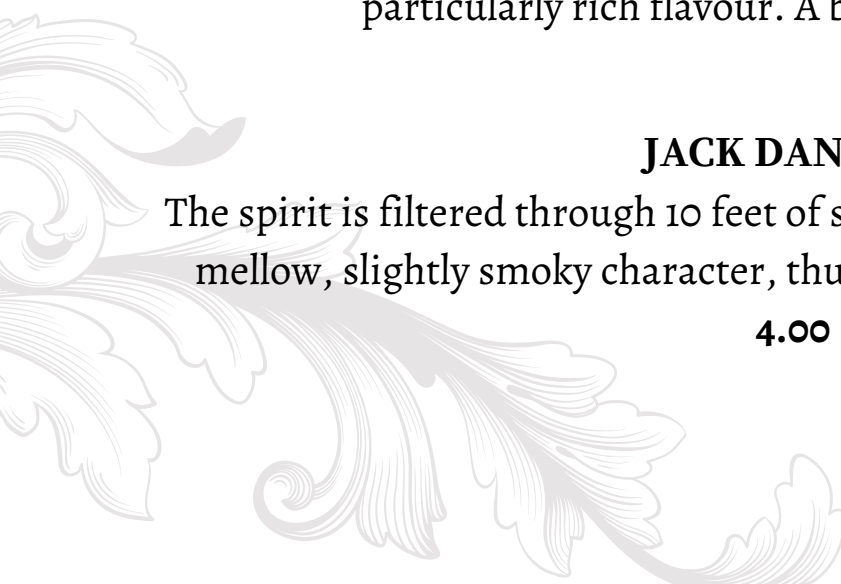 particularly rich flavour. A b
JACK DAN
The spirit is filtered through 10 feet of s
mellow, slightly smoky character, thu
4.00